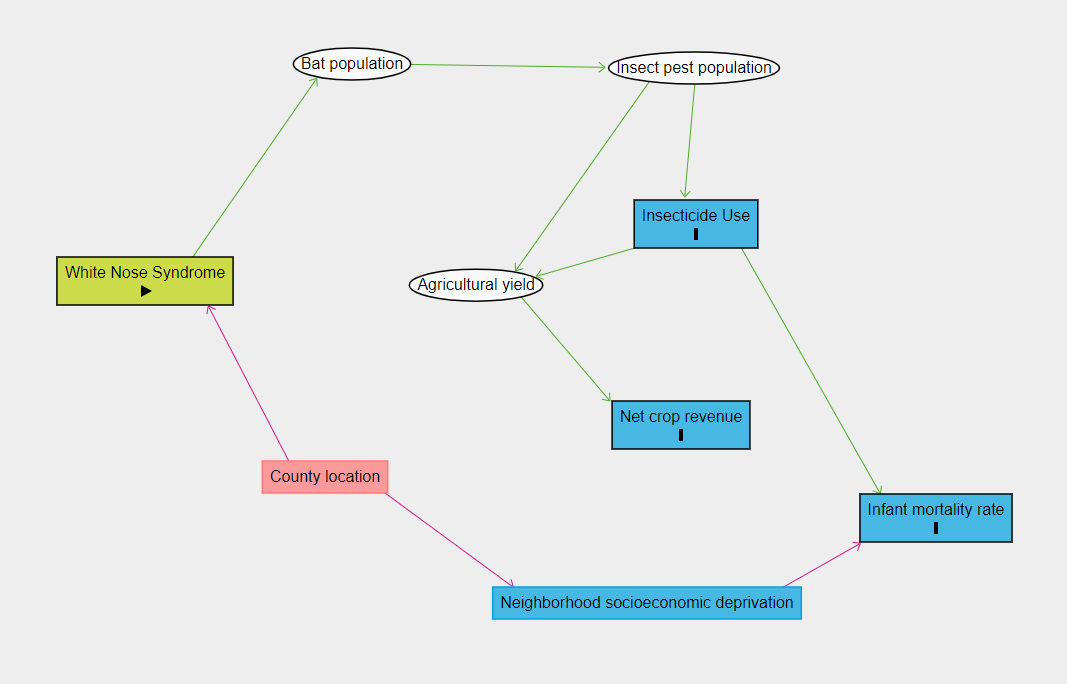 Bat population
Insect pest population
Insecticide Use
White Nose Syndrome
Agricultural yield
Net crop revenue
County location
Infant mortality rate
Neighborhood socioeconomic deprivation